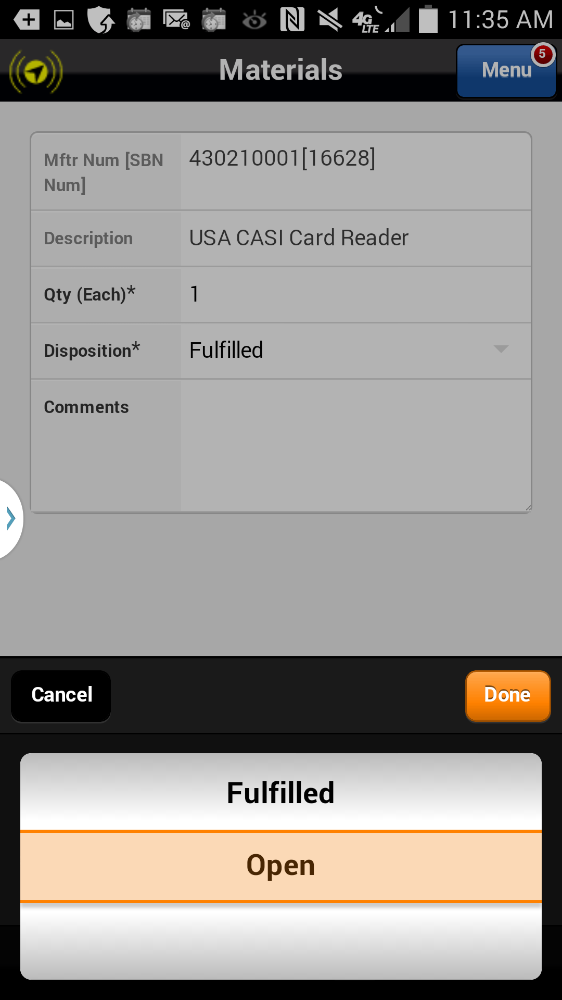 4G LTE 11:35 AM
Materials
Menu
5
Mftr Num [SBN Num]
430210001[16628]
Description
USA CASI Card Reader
Qty (Each)*
1
Disposition*
Fulfilled
Comments
Cancel
Done
Fulfilled
Open